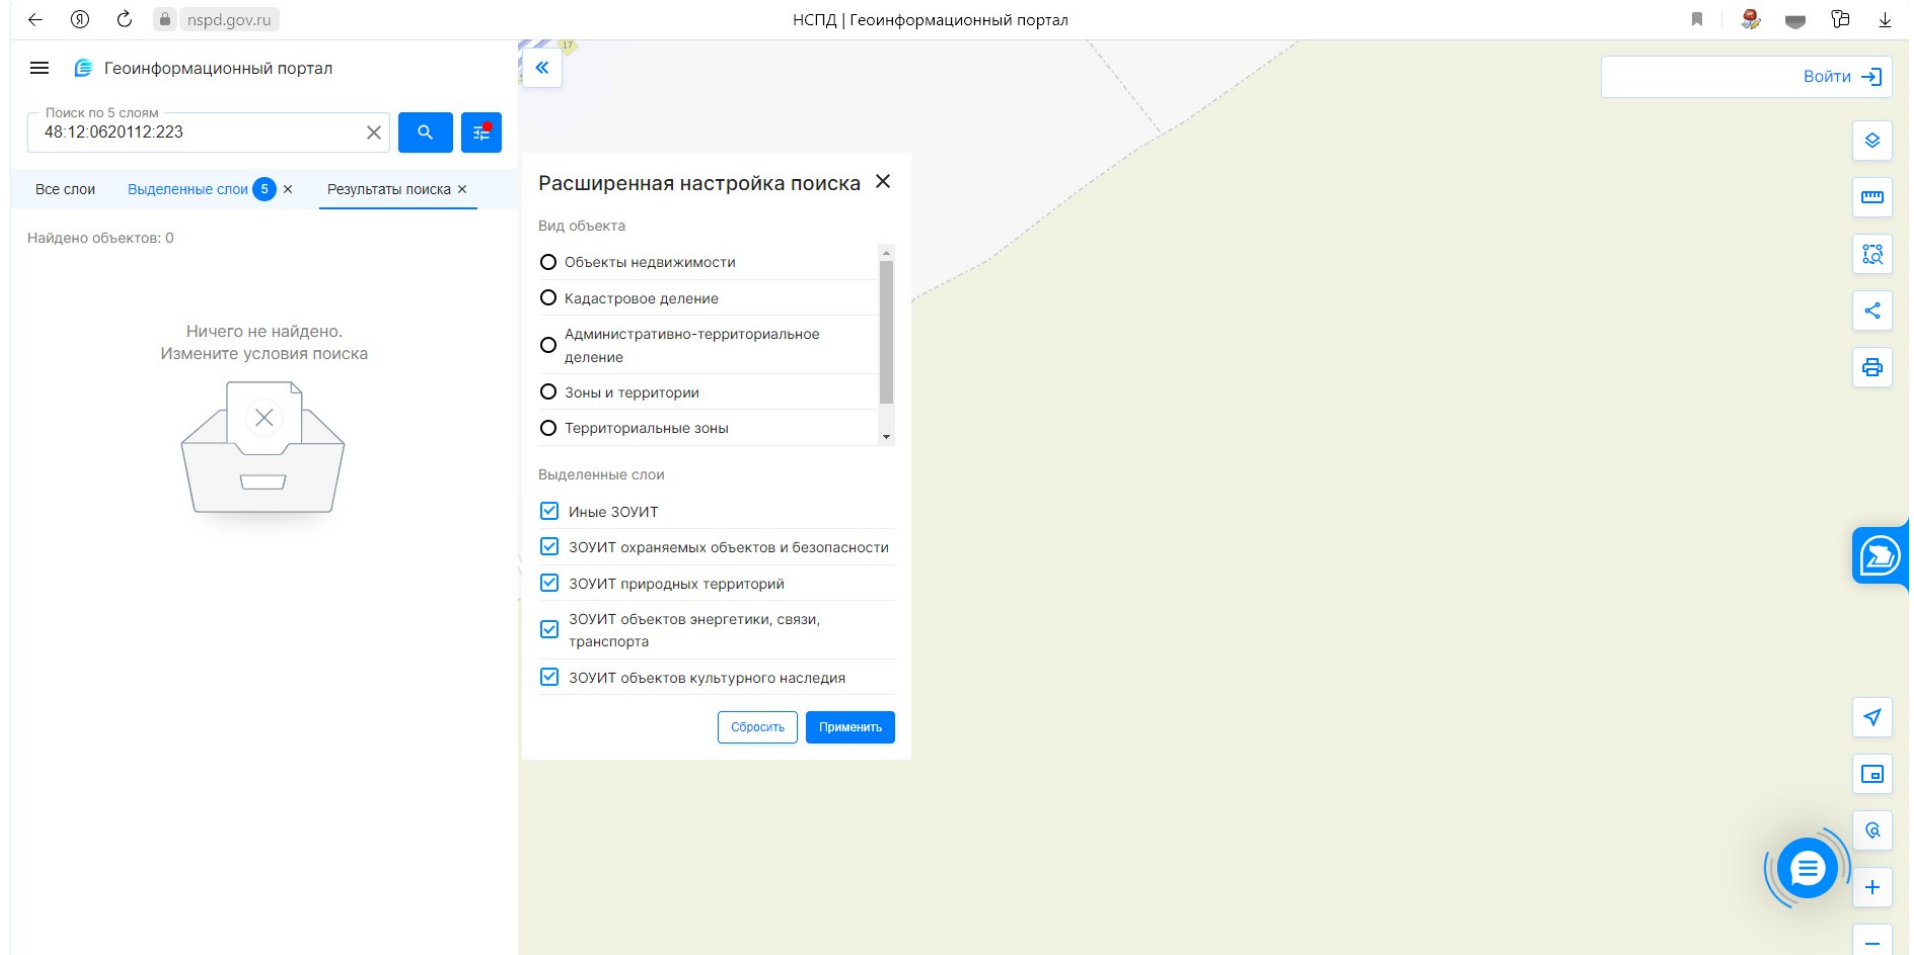 nspd.gov.ru
НСПД | Геоинформационный портал
Геоинформационный портал
Войти
Поиск по 5 слоям
48:12:0620112:223
Все слои
Выделенные слои 5
Результаты поиска
Найдено объектов: 0
Ничего не найдено.
Измените условия поиска
17
Расширенная настройка поиска
Вид объекта
Объекты недвижимости
Кадастровое деление
Административно-территориальное
деление
Зоны и территории
Территориальные зоны
Выделенные слои
Иные ЗОУИТ
ЗОУИТ охраняемых объектов и безопасности
ЗОУИТ природных территорий
ЗОУИТ объектов энергетики, связи,
транспорта
ЗОУИТ объектов культурного наследия
Сбросить
Применить